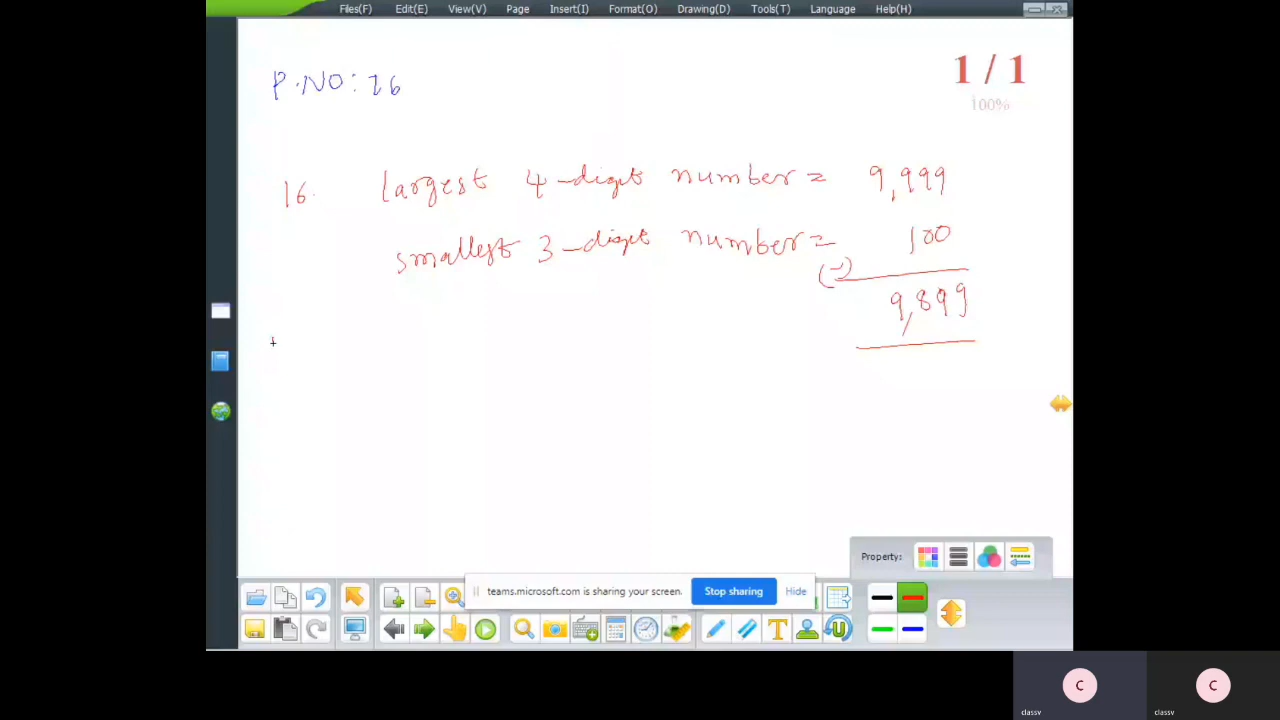 Files(F) Edit(E) View(V) Page Insert(I) Format(O) Drawing(D) Tools(T) Language Help(H)
P.NO: 26
1 / 1
100%
16. largest 4-digit number = 9,999
smallest 3-digit number = 100
(-)
9,899
Property:
teams.microsoft.com is sharing your screen. Stop sharing Hide
C C
classv classv